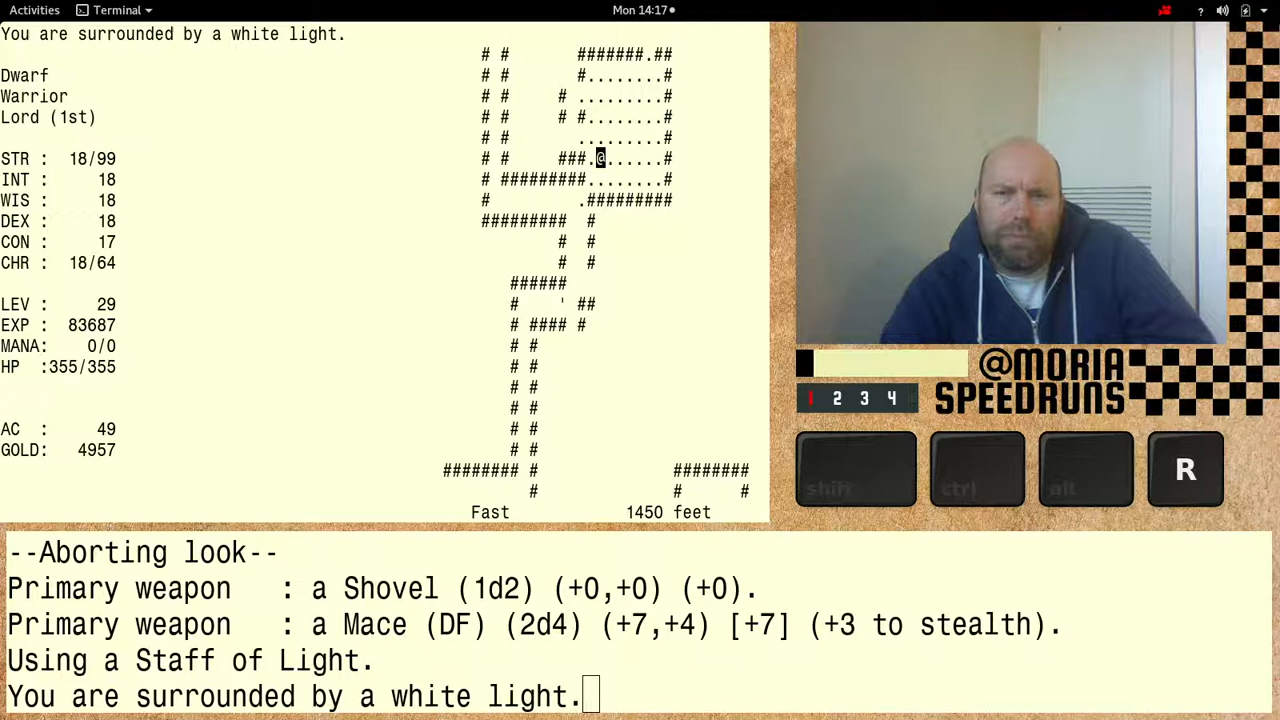 Activities Terminal Mon 14:17
You are surrounded by a white light.
# # #######.##
Dwarf # # #........#
Warrior # # # .........#
Lord (1st) # # # #........#
# # .........#
STR : 18/99 # # ###.@......#
INT : 18 # #########........#
WIS : 18 # .#########
DEX : 18 ######### #
CON : 17 # #
CHR : 18/64 # #
######
LEV : 29 # ' ##
EXP : 83687 # #### #
MANA: 0/0 # #
HP :355/355 # #
# #
# #
AC : 49 # #
GOLD: 4957 # #
######## # ########
# # #
Fast 1450 feet
@MORIA
SPEEDRUNS
1 2 3 4
shift ctrl alt R
--Aborting look--
Primary weapon : a Shovel (1d2) (+0,+0) (+0).
Primary weapon : a Mace (DF) (2d4) (+7,+4) [+7] (+3 to stealth).
Using a Staff of Light.
You are surrounded by a white light.